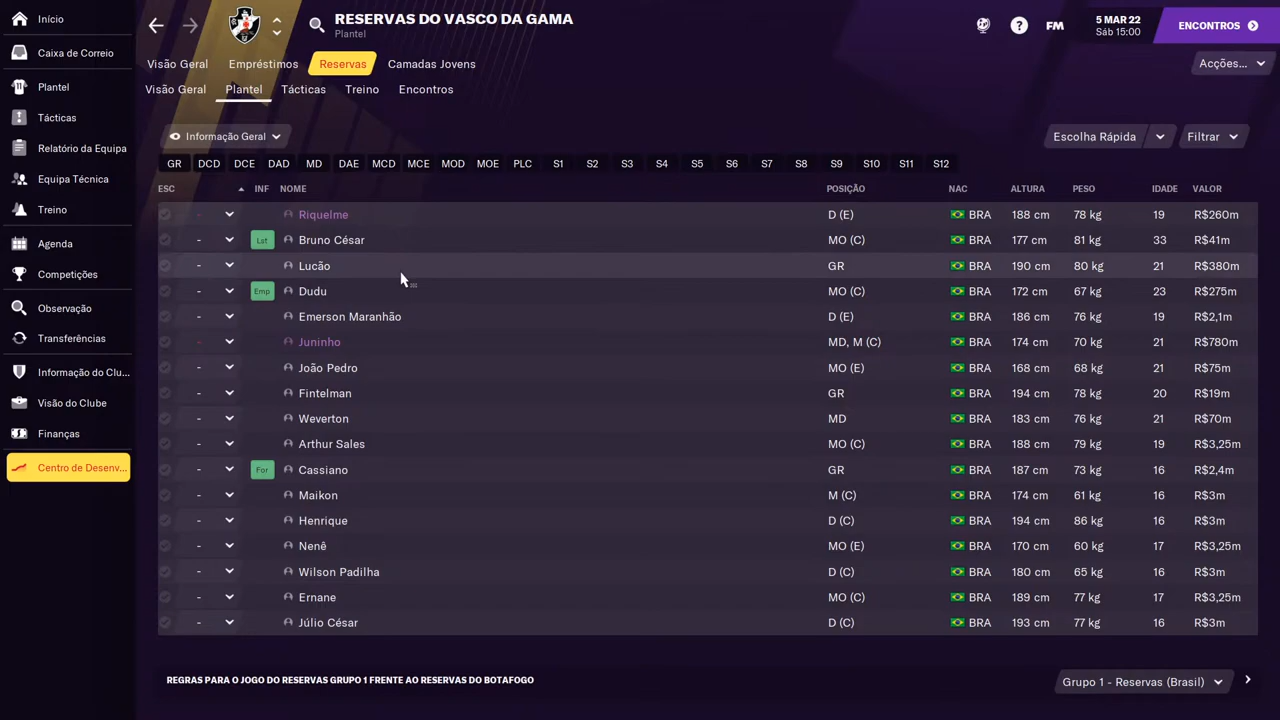 Início
Caixa de Correio
Plantel
Tácticas
Relatório da Equipa
Equipa Técnica
Treino
Agenda
Competições
Observação
Transferências
Informação do Clu...
Visão do Clube
Finanças
Centro de Desenv...
RESERVAS DO VASCO DA GAMA
Plantel
FM
5 MAR 22
Sáb 15:00
ENCONTROS
Visão Geral Empréstimos Reservas Camadas Jovens
Acções...
Visão Geral Plantel Tácticas Treino Encontros
Informação Geral
Escolha Rápida Filtrar
GR DCD DCE DAD MD DAE MCD MCE MOD MOE PLC S1 S2 S3 S4 S5 S6 S7 S8 S9 S10 S11 S12
ESC INF NOME POSIÇÃO NAC ALTURA PESO IDADE VALOR
- Riquelme D (E) BRA 188 cm 78 kg 19 R$260m
- Lst Bruno César MO (C) BRA 177 cm 81 kg 33 R$41m
- Lucão GR BRA 190 cm 80 kg 21 R$380m
- Emp Dudu MO (C) BRA 172 cm 67 kg 23 R$275m
- Emerson Maranhão D (E) BRA 186 cm 76 kg 19 R$2,1m
- Juninho MD, M (C) BRA 174 cm 70 kg 21 R$780m
- João Pedro MO (E) BRA 168 cm 68 kg 21 R$75m
- Fintelman GR BRA 194 cm 78 kg 20 R$19m
- Weverton MD BRA 183 cm 76 kg 21 R$70m
- Arthur Sales MO (C) BRA 188 cm 79 kg 19 R$3,25m
- For Cassiano GR BRA 187 cm 73 kg 16 R$2,4m
- Maikon M (C) BRA 174 cm 61 kg 16 R$3m
- Henrique D (C) BRA 194 cm 86 kg 16 R$3m
- Nenê MO (E) BRA 170 cm 60 kg 17 R$3,25m
- Wilson Padilha D (C) BRA 180 cm 65 kg 16 R$3m
- Ernane MO (C) BRA 189 cm 77 kg 17 R$3,25m
- Júlio César D (C) BRA 193 cm 77 kg 16 R$3m
REGRAS PARA O JOGO DO RESERVAS GRUPO 1 FRENTE AO RESERVAS DO BOTAFOGO
Grupo 1 - Reservas (Brasil)